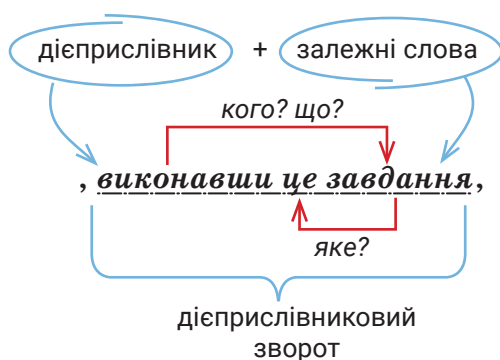 дієприслівник + залежні слова
кого? що?
, виконавши це завдання,
яке?
дієприслівниковий
зворот